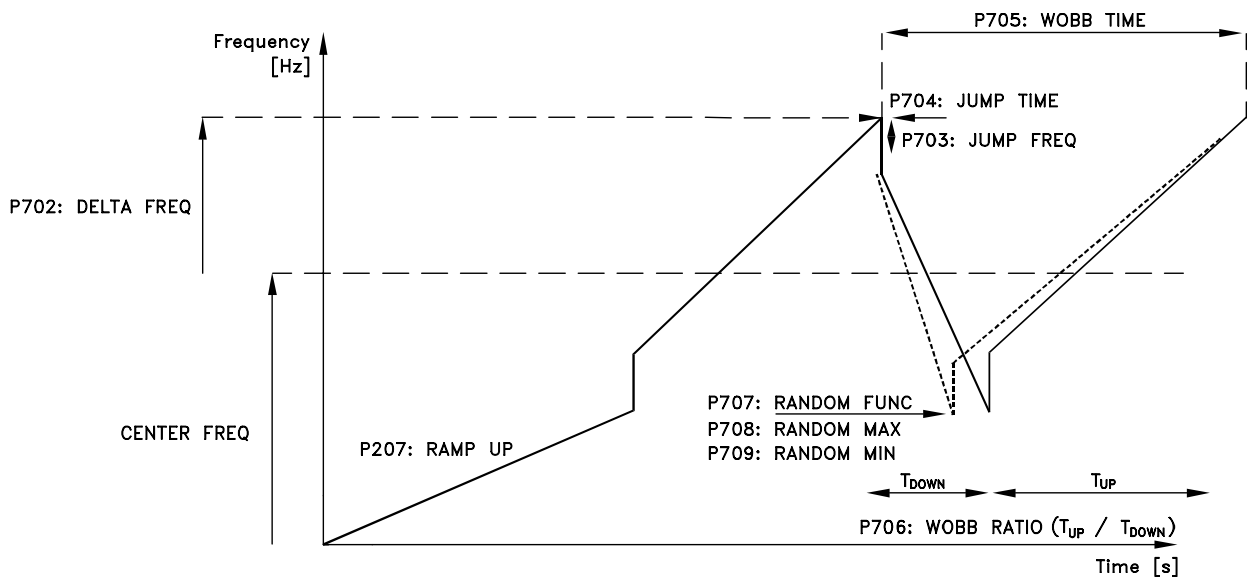 P705: WOBB TIME
Frequency
[Hz]
P704: JUMP TIME
P703: JUMP FREQ
P702: DELTA FREQ
P707: RANDOM FUNC
CENTER FREQ
P708: RANDOM MAX
P207: RAMP UP
P709: RANDOM MIN
TDOWN
TUP
P706: WOBB RATIO (TUP / TDOWN)
Time [s]